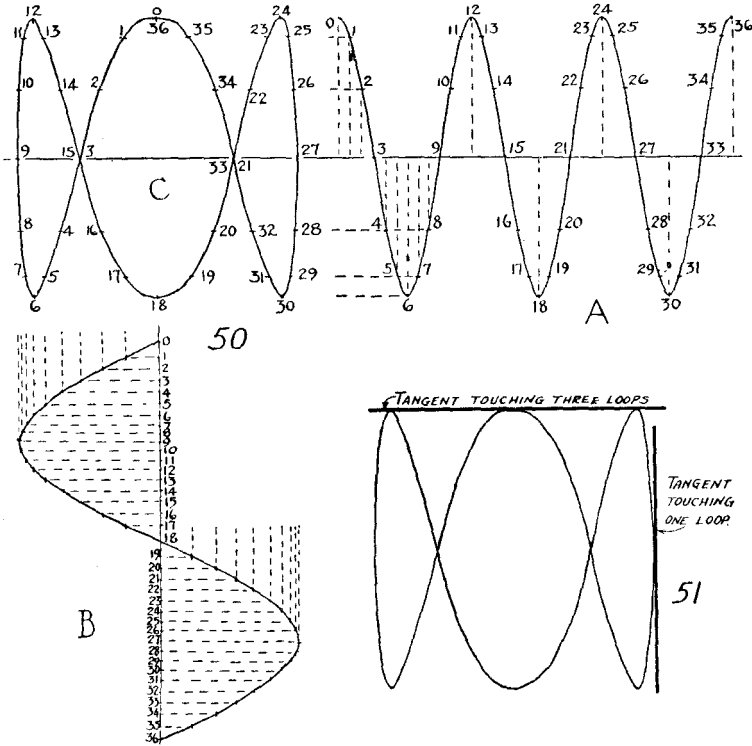 12 0 24
11 13 1 36 35 23 25
10 14 2 34 22 26
9 15 3 33 21 27
C
8 4 16 20 32 28
7 5 17 19 31 29
6 18 30
0 1 11 12 13 23 24 25 35 36
2 10 14 22 26 34
3 9 15 21 27 33
4 8 16 20 28 32
5 7 17 19 29 31
6 18 30
A
50
0
1
2
3
4
5
6
7
8
9
10
11
12
13
14
15
16
17
18
19
20
21
22
23
24
25
26
27
28
29
30
31
32
33
34
35
36
B
TANGENT TOUCHING THREE LOOPS
TANGENT
TOUCHING
ONE LOOP.
51